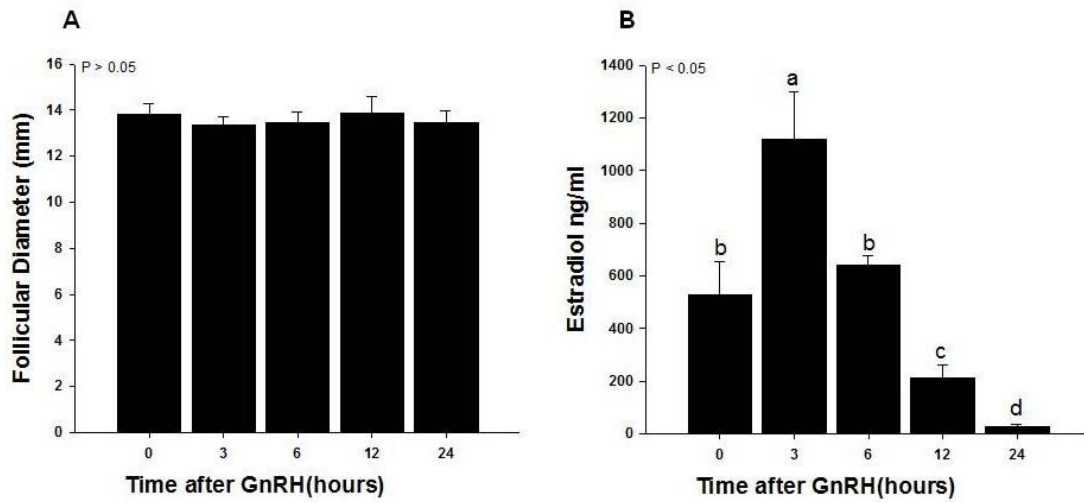 A
P > 0.05
Follicular Diameter (mm)
16
14
12
10
8
6
4
2
0
0 3 6 12 24
Time after GnRH(hours)
B
P < 0.05
Estradiol ng/ml
1400
1200
1000
800
600
400
200
0
b a b c d
0 3 6 12 24
Time after GnRH(hours)